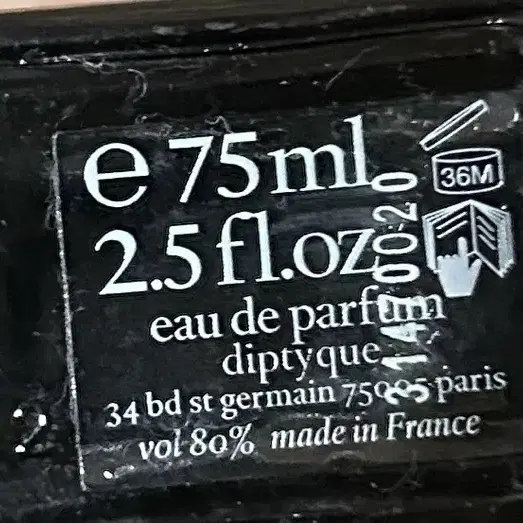 e 75ml
36M
2.5 fl.oz
eau de parfum
diptyque
34 bd st germain 75005 paris
vol 80% made in France